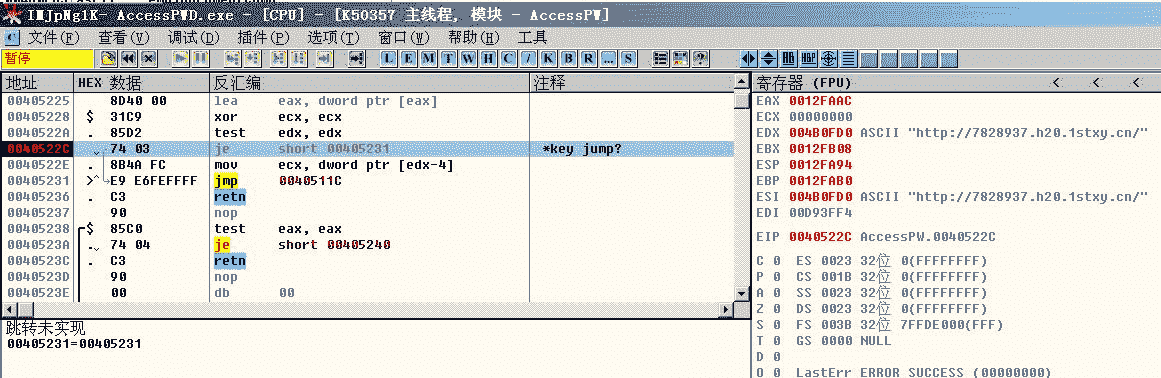 IMjpNg1K- AccessPWD.exe - [CPU] - [K50357 主线程, 模块 - AccessPW]
C 文件(F) 查看(V) 调试(D) 插件(P) 选项(T) 窗口(W) 帮助(H) 工具
暂停 L E M T W H C / K B R ... S
地址 HEX 数据 反汇编 注释
00405225 8D40 00 lea eax, dword ptr [eax]
00405228 $ 31C9 xor ecx, ecx
0040522A . 85D2 test edx, edx
0040522C . 74 03 je short 00405231 *key jump?
0040522E . 8B4A FC mov ecx, dword ptr [edx-4]
00405231 >^ E9 E6FEFFFF jmp 0040511C
00405236 . C3 retn
00405237 90 nop
00405238 $ 85C0 test eax, eax
0040523A . 74 04 je short 00405240
0040523C . C3 retn
0040523D 90 nop
0040523E 00 db 00
跳转未实现
00405231=00405231
寄存器 (FPU) < < <
EAX 0012FAAC
ECX 00000000
EDX 004B0FD0 ASCII "http://7828937.h20.1stxy.cn/"
EBX 0012FB08
ESP 0012FA94
EBP 0012FAB0
ESI 004B0FD0 ASCII "http://7828937.h20.1stxy.cn/"
EDI 00D93FF4
EIP 0040522C AccessPW.0040522C
C 0 ES 0023 32位 0(FFFFFFFF)
P 0 CS 001B 32位 0(FFFFFFFF)
A 0 SS 0023 32位 0(FFFFFFFF)
Z 0 DS 0023 32位 0(FFFFFFFF)
S 0 FS 003B 32位 7FFDE000(FFF)
T 0 GS 0000 NULL
D 0
O 0 LastErr ERROR_SUCCESS (00000000)